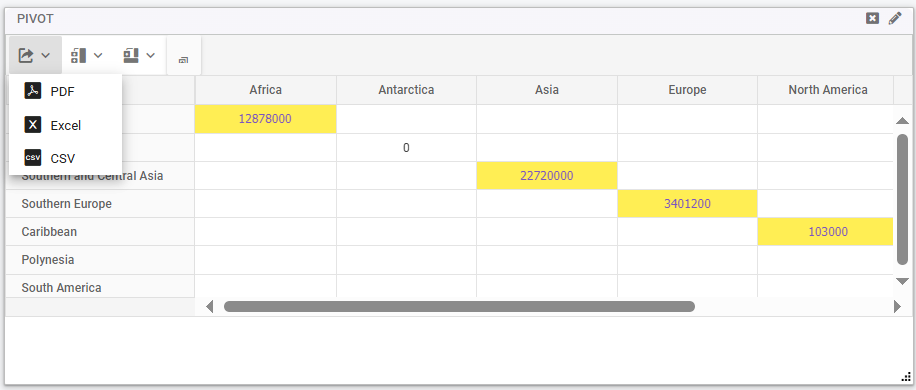 PIVOT
PDF
Excel
CSV
Africa Antarctica Asia Europe North America
12878000
0
Southern and Central Asia 22720000
Southern Europe 3401200
Caribbean 103000
Polynesia
South America